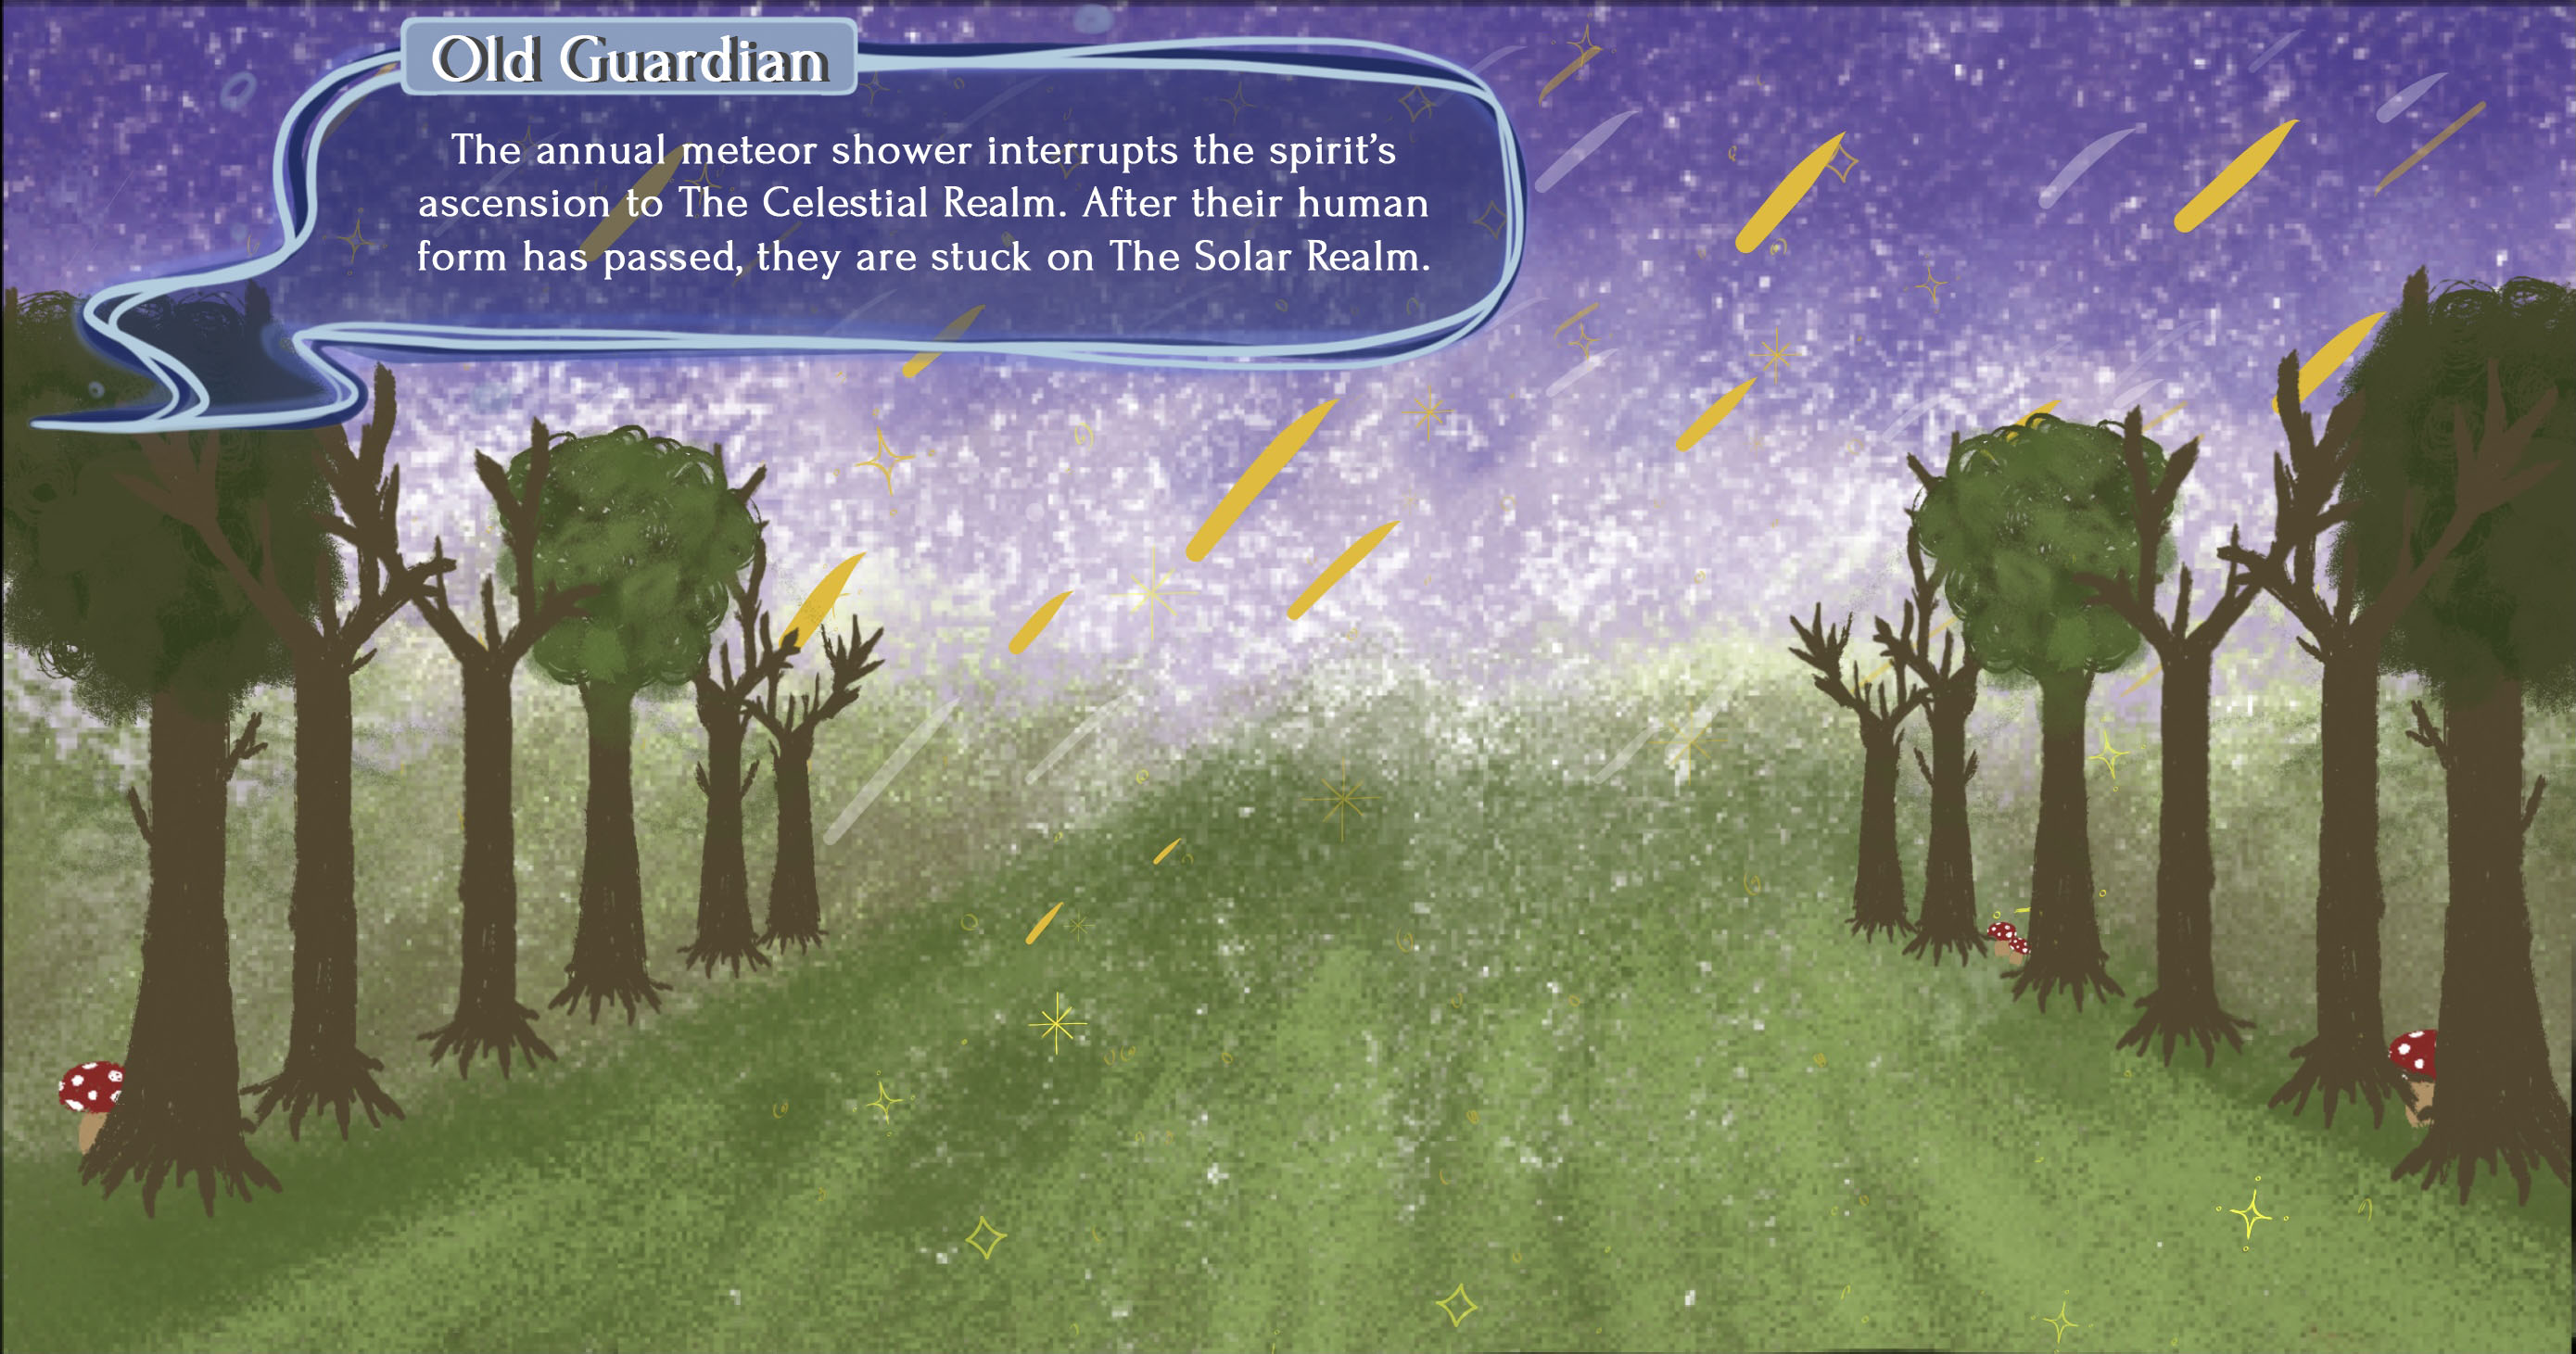 Old Guardian
The annual meteor shower interrupts the spirit’s
ascension to The Celestial Realm. After their human
form has passed, they are stuck on The Solar Realm.